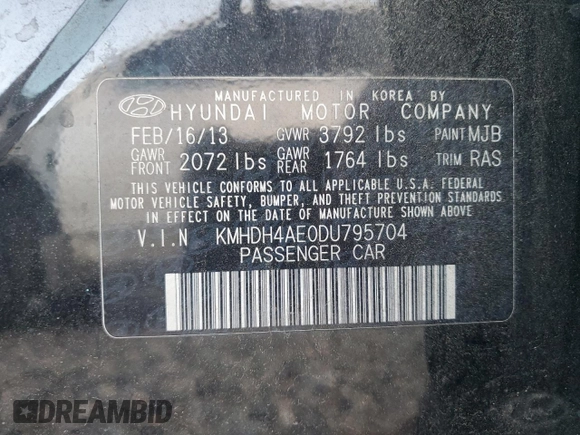 MANUFACTURED IN KOREA BY
HYUNDAI MOTOR COMPANY
FEB/16/13 GVWR 3792 lbs PAINT MJB
GAWR FRONT 2072 lbs GAWR REAR 1764 lbs TRIM RAS
THIS VEHICLE CONFORMS TO ALL APPLICABLE U.S.A. FEDERAL
MOTOR VEHICLE SAFETY, BUMPER, AND THEFT PREVENTION STANDARDS
IN EFFECT ON THE DATE OF MANUFACTURE SHOWN ABOVE.
V.I.N KMHDH4AE0DU795704
PASSENGER CAR
DREAMBID